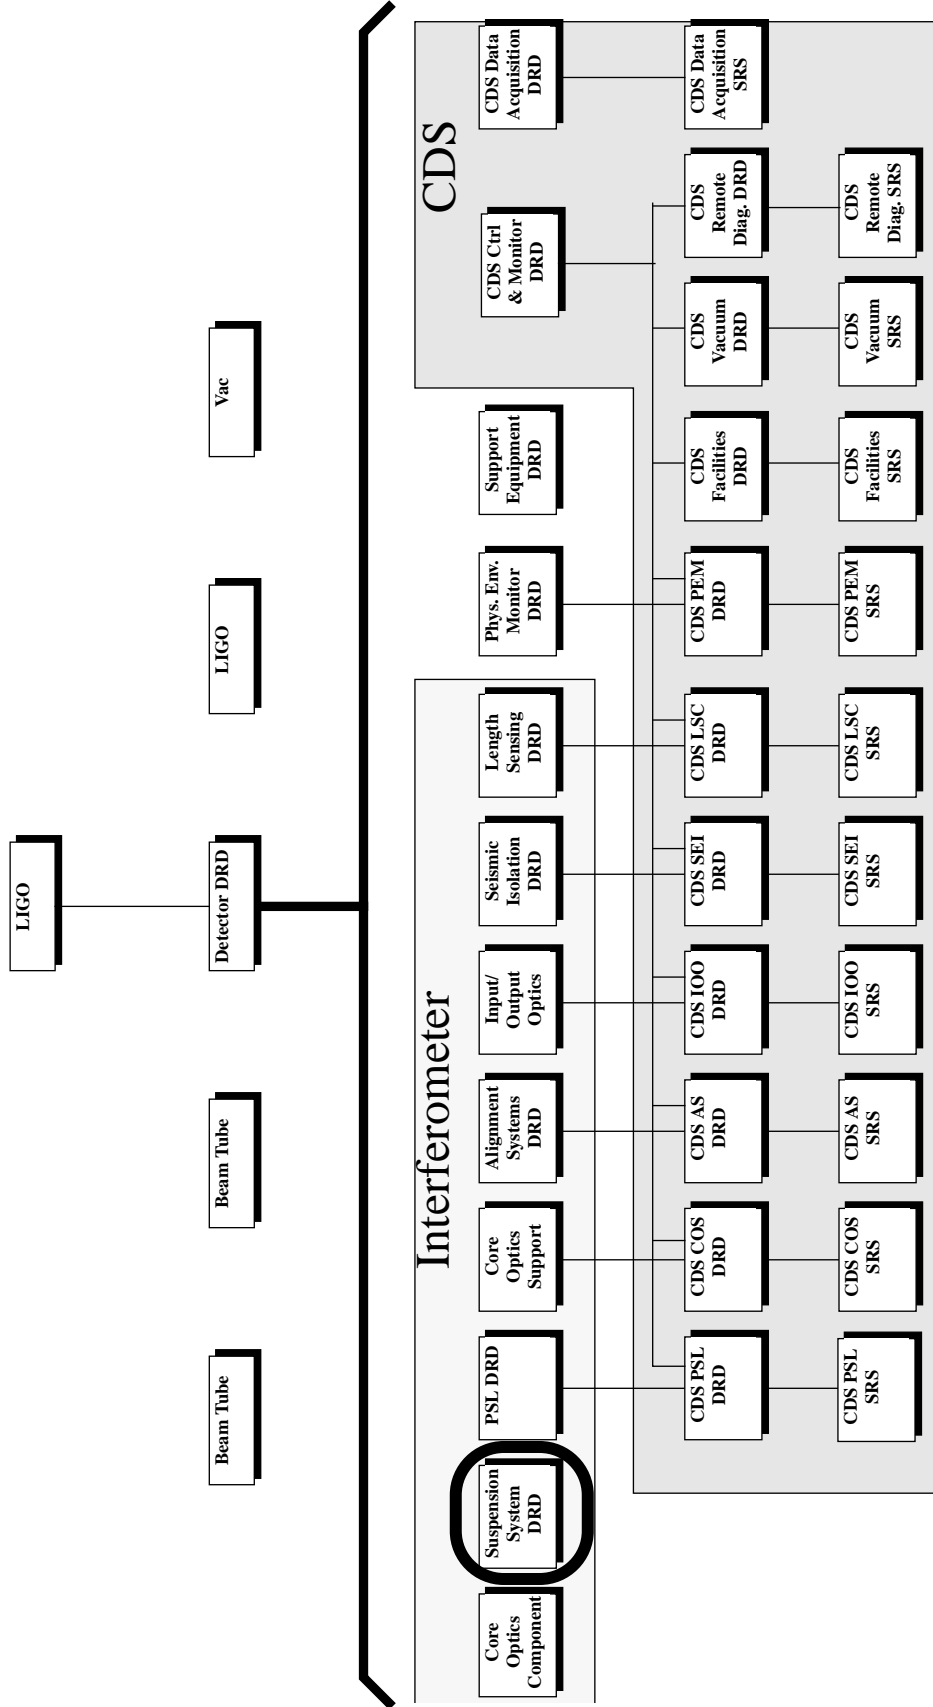 LIGO
Beam Tube
Beam Tube
Detector DRD
LIGO
Vac
Interferometer
CDS
Core
Optics
Component
Suspension
System
DRD
PSL DRD
Core
Optics
Support
Alignment
Systems
DRD
Input/
Output
Optics
Seismic
Isolation
DRD
Length
Sensing
DRD
Phys. Env.
Monitor
DRD
Support
Equipment
DRD
CDS Ctrl
& Monitor
DRD
CDS Data
Acquisition
DRD
CDS PSL
DRD
CDS COS
DRD
CDS AS
DRD
CDS IOO
DRD
CDS SEI
DRD
CDS LSC
DRD
CDS PEM
DRD
CDS
Facilities
DRD
CDS
Vacuum
DRD
CDS
Remote
Diag. DRD
CDS Data
Acquisition
SRS
CDS PSL
SRS
CDS COS
SRS
CDS AS
SRS
CDS IOO
SRS
CDS SEI
SRS
CDS LSC
SRS
CDS PEM
SRS
CDS
Facilities
SRS
CDS
Vacuum
SRS
CDS
Remote
Diag. SRS